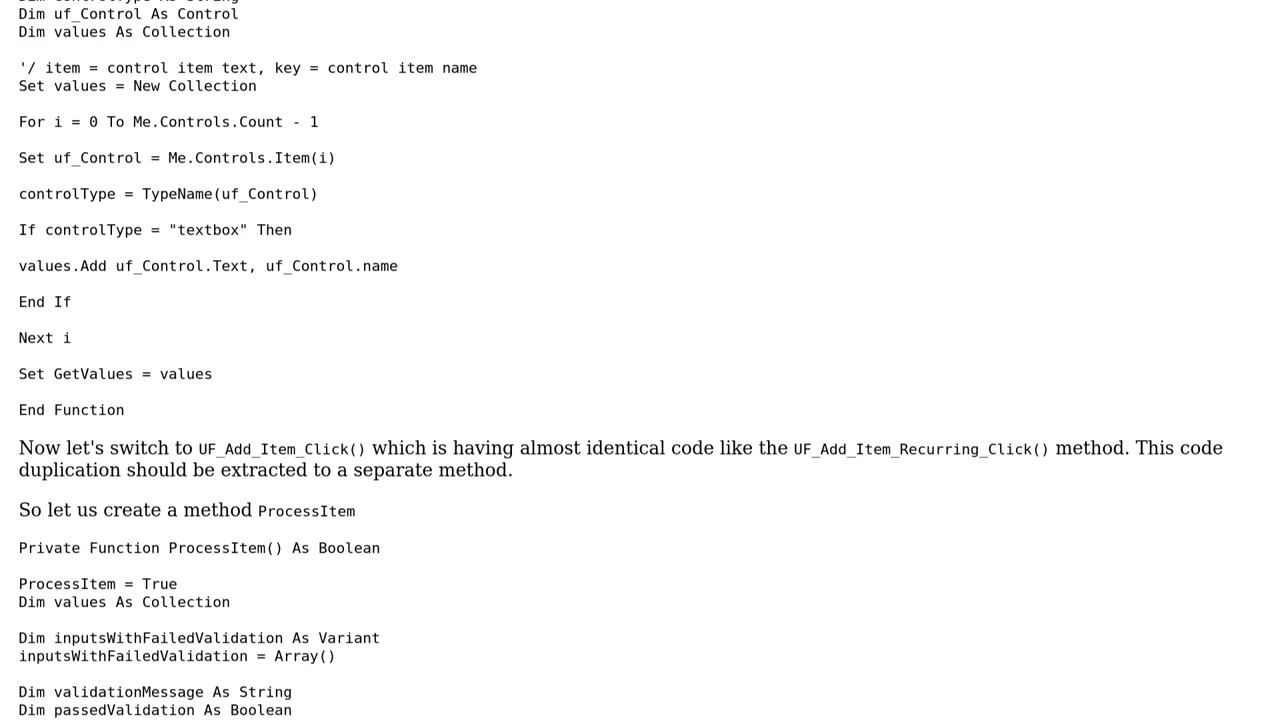 Dim controlType As String
Dim uf_Control As Control
Dim values As Collection
'/ item = control item text, key = control item name
Set values = New Collection
For i = 0 To Me.Controls.Count - 1
Set uf_Control = Me.Controls.Item(i)
controlType = TypeName(uf_Control)
If controlType = "textbox" Then
values.Add uf_Control.Text, uf_Control.name
End If
Next i
Set GetValues = values
End Function
Now let's switch to UF_Add_Item_Click() which is having almost identical code like the UF_Add_Item_Recurring_Click() method. This code
duplication should be extracted to a separate method.
So let us create a method ProcessItem
Private Function ProcessItem() As Boolean
ProcessItem = True
Dim values As Collection
Dim inputsWithFailedValidation As Variant
inputsWithFailedValidation = Array()
Dim validationMessage As String
Dim passedValidation As Boolean